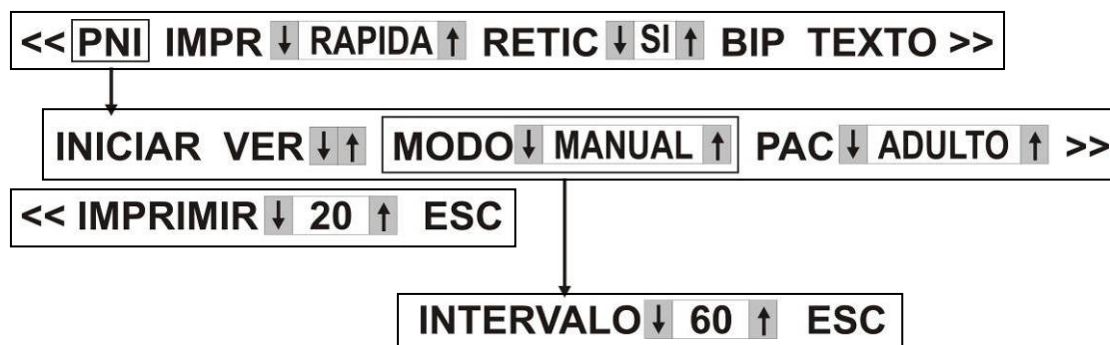 << PNI IMPR ↓ RAPIDA ↑ RETIC ↓ SI ↑ BIP TEXTO >>
INICIAR VER ↓ ↑ MODO ↓ MANUAL ↑ PAC ↓ ADULTO ↑ >>
<< IMPRIMIR ↓ 20 ↑ ESC
INTERVALO ↓ 60 ↑ ESC